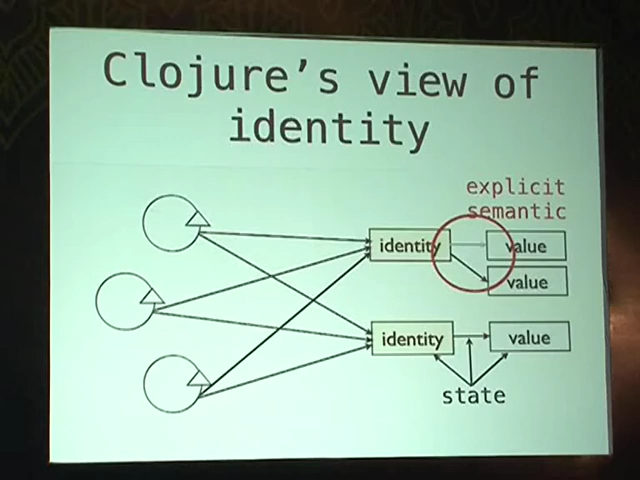 Clojure's view of
identity
explicit
semantic
identity
value
value
identity
value
state